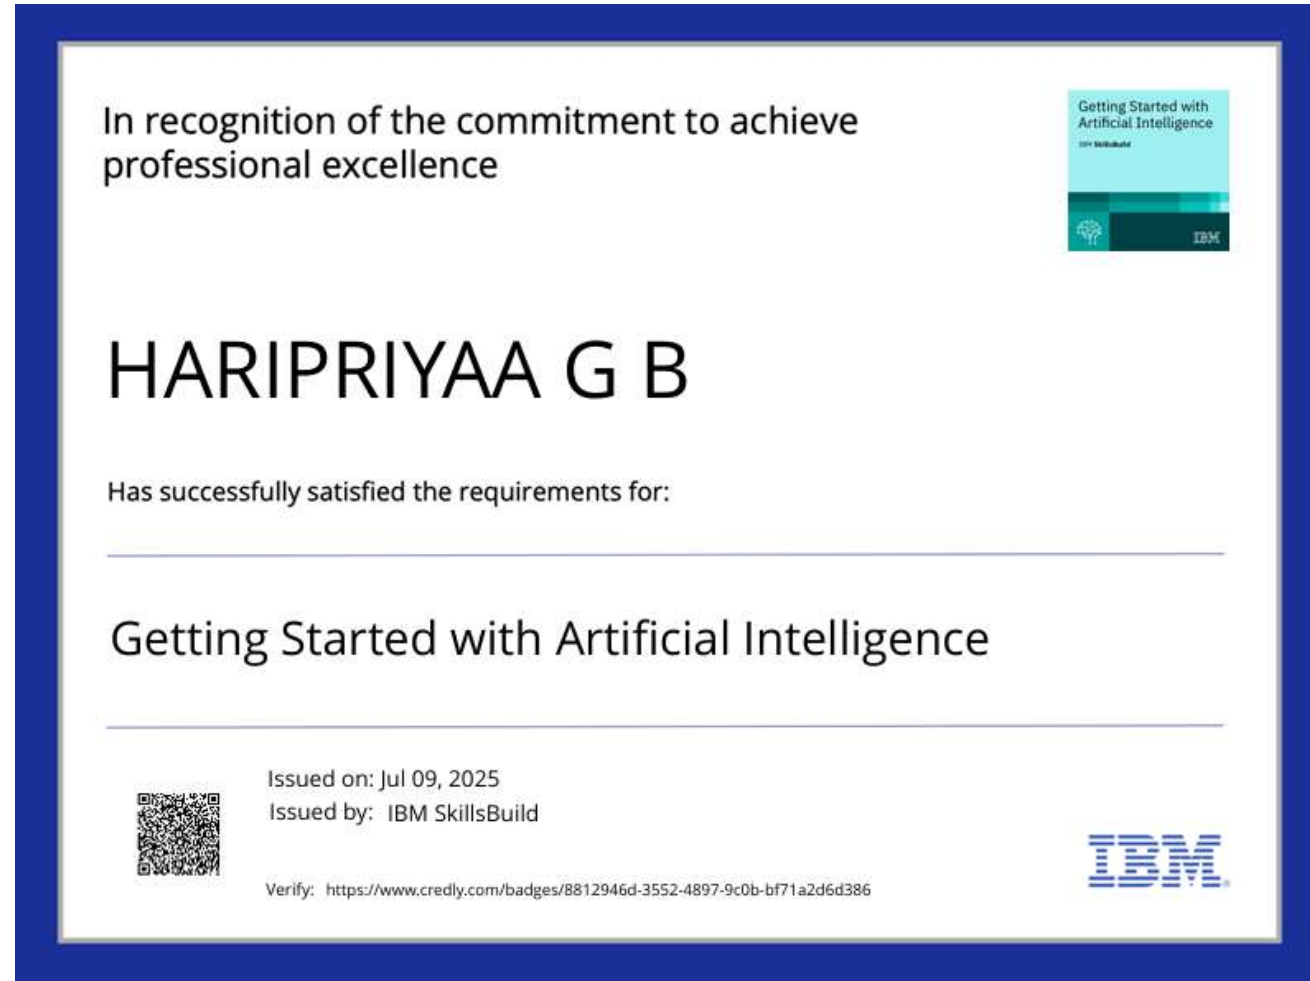 In recognition of the commitment to achieve
professional excellence
Getting Started with
Artificial Intelligence
IBM SkillsBuild
IBM
HARIPRIYAA G B
Has successfully satisfied the requirements for:
Getting Started with Artificial Intelligence
Issued on: Jul 09, 2025
Issued by: IBM SkillsBuild
Verify: https://www.credly.com/badges/8812946d-3552-4897-9c0b-bf71a2d6d386
IBM®